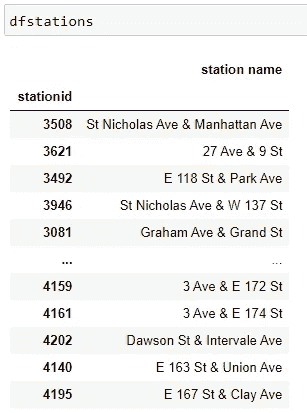 dfstations
station name
stationid
3508 St Nicholas Ave & Manhattan Ave
3621 27 Ave & 9 St
3492 E 118 St & Park Ave
3946 St Nicholas Ave & W 137 St
3081 Graham Ave & Grand St
... ...
4159 3 Ave & E 172 St
4161 3 Ave & E 174 St
4202 Dawson St & Intervale Ave
4140 E 163 St & Union Ave
4195 E 167 St & Clay Ave